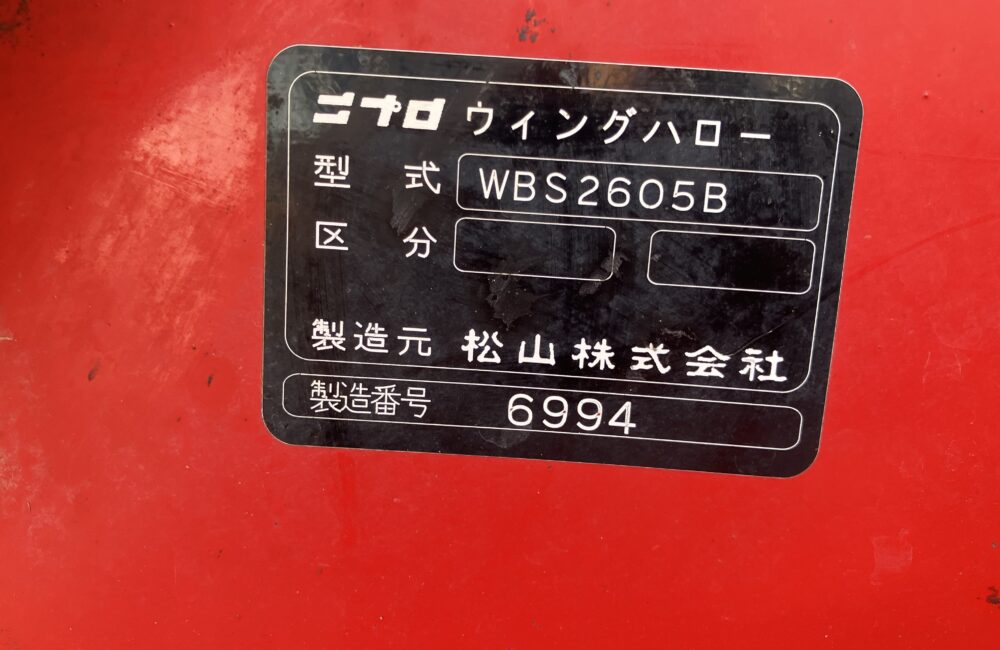 ニプロ ウィングハロー
型式 WBS2605B
区分
製造元 松山株式会社
製造番号 6994